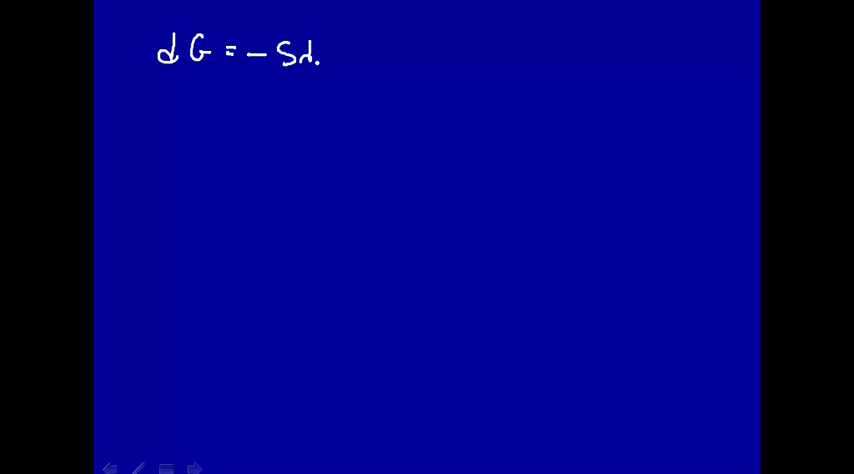 dG = - Sd